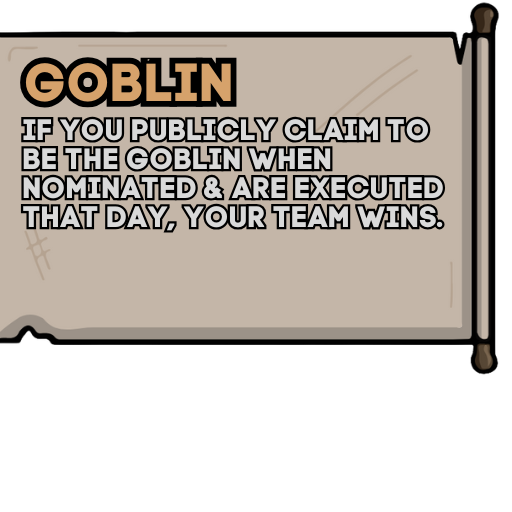 GOBLIN
IF YOU PUBLICLY CLAIM TO
BE THE GOBLIN WHEN
NOMINATED & ARE EXECUTED
THAT DAY, YOUR TEAM WINS.